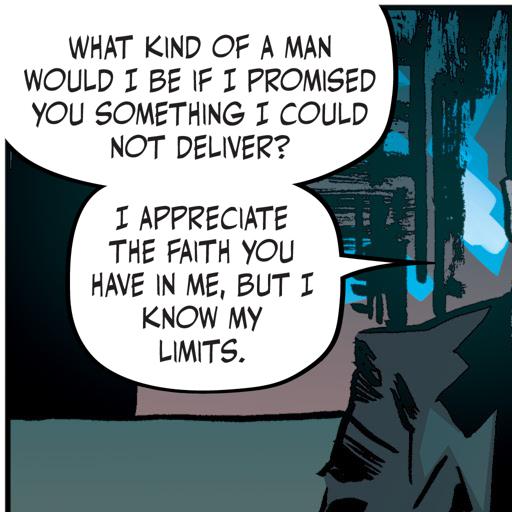 WHAT KIND OF A MAN
WOULD I BE IF I PROMISED
YOU SOMETHING I COULD
NOT DELIVER?
I APPRECIATE
THE FAITH YOU
HAVE IN ME, BUT I
KNOW MY
LIMITS.